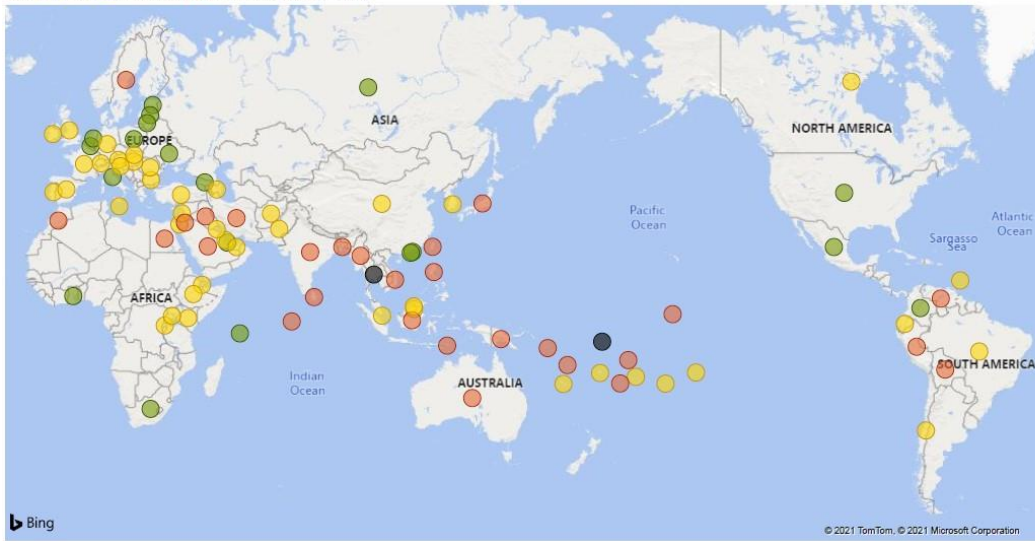 ASIA
NORTH AMERICA
EUROPE
Pacific
Ocean
Atlantic
Ocean
Sargasso
Sea
AFRICA
Indian
Ocean
AUSTRALIA
SOUTH AMERICA
Bing
© 2021 TomTom, © 2021 Microsoft Corporation